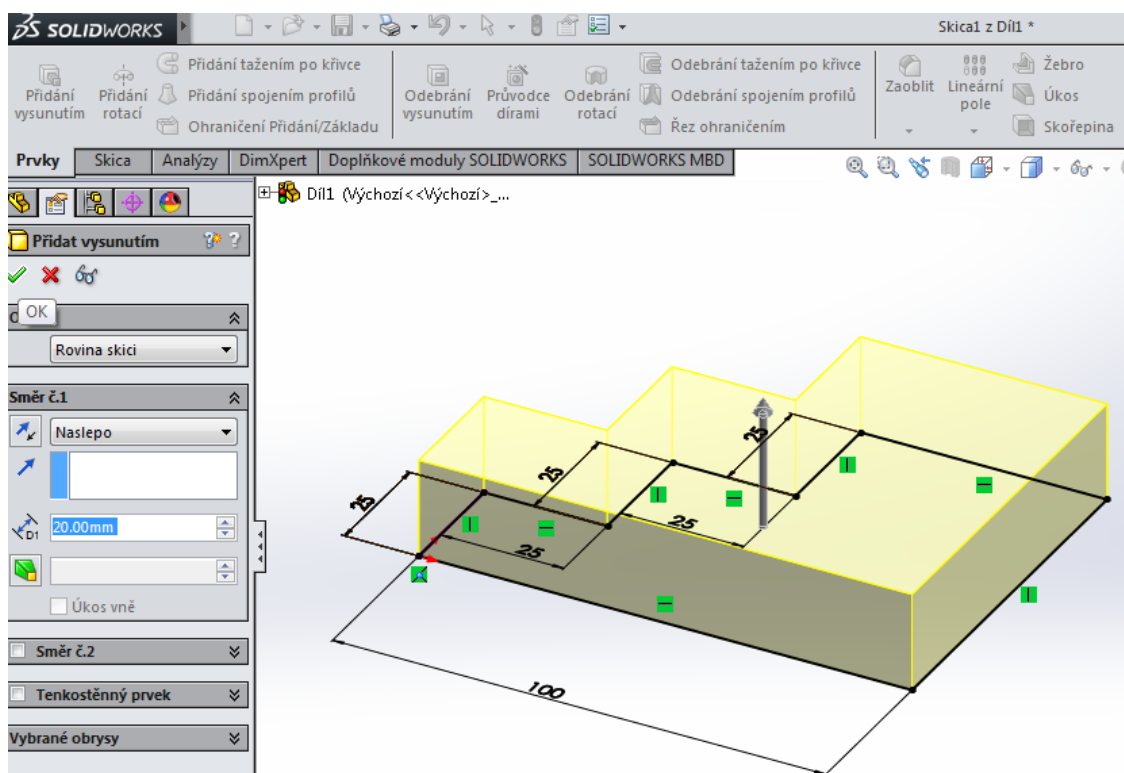 SOLIDWORKS
Skica1 z Díl1 *
Přidání vysunutím
Přidání rotací
Přidání tažením po křivce
Přidání spojením profilů
Ohraničení Přidání/Základu
Odebrání vysunutím
Průvodce dírami
Odebrání rotací
Odebrání tažením po křivce
Odebrání spojením profilů
Řez ohraničením
Zaoblit
Lineární pole
Žebro
Úkos
Skořepina
Prvky
Skica
Analýzy
DimXpert
Doplňkové moduly SOLIDWORKS
SOLIDWORKS MBD
Díl1 (Výchozí<<Výchozí>_...
Přidat vysunutím
OK
Rovina skici
Směr č.1
Naslepo
D1
20.00mm
Úkos vně
Směr č.2
Tenkostěnný prvek
Vybrané obrysy
25
25
25
25
25
100